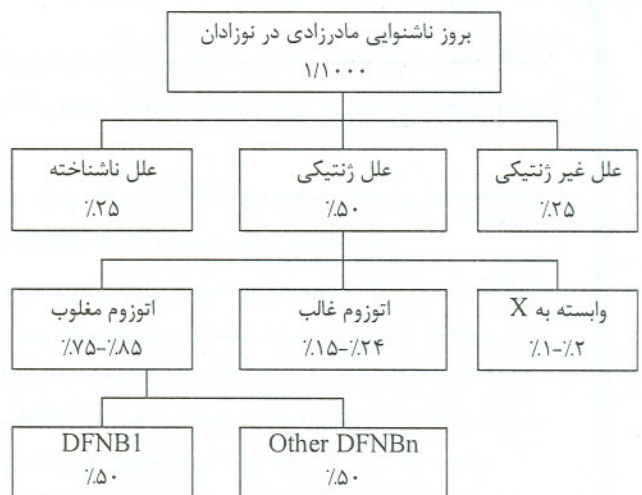 بروز ناشنوایی مادرزادی در نوزادان
۱/۱۰۰۰
علل غیر ژنتیکی
٪۲۵
علل ژنتیکی
٪۵۰
علل ناشناخته
٪۲۵
وابسته به X
٪۱-٪۲
اتوزوم غالب
٪۱۵-٪۲۴
اتوزوم مغلوب
٪۷۵-٪۸۵
DFNB1
٪۵۰
Other DFNBn
٪۵۰